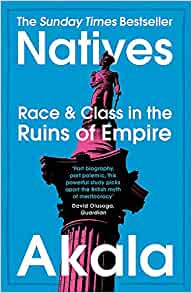 The Sunday Times Bestseller
Natives
Race & Class in the
Ruins of Empire
'Part biography,
part polemic, this
powerful study picks
apart the British myth
of meritocracy'
David Olusoga,
Guardian
Akala